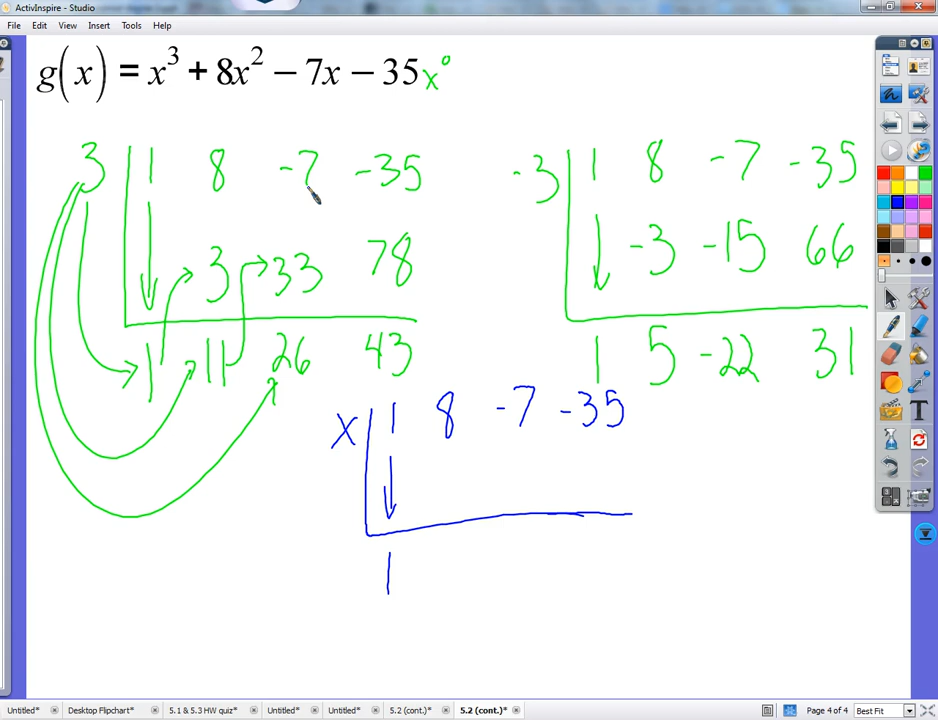 ActivInspire - Studio
File Edit View Insert Tools Help
g(x) = x³ + 8x² − 7x − 35x⁰
3 1 8 -7 -35
3 33 78
1 11 26 43
-3 1 8 -7 -35
-3 -15 66
1 5 -22 31
x 1 8 -7 -35
1
Untitled* Desktop Flipchart* 5.1 & 5.3 HW quiz* Untitled* Untitled* 5.2 (cont.)* 5.2 (cont.)* Page 4 of 4 Best Fit